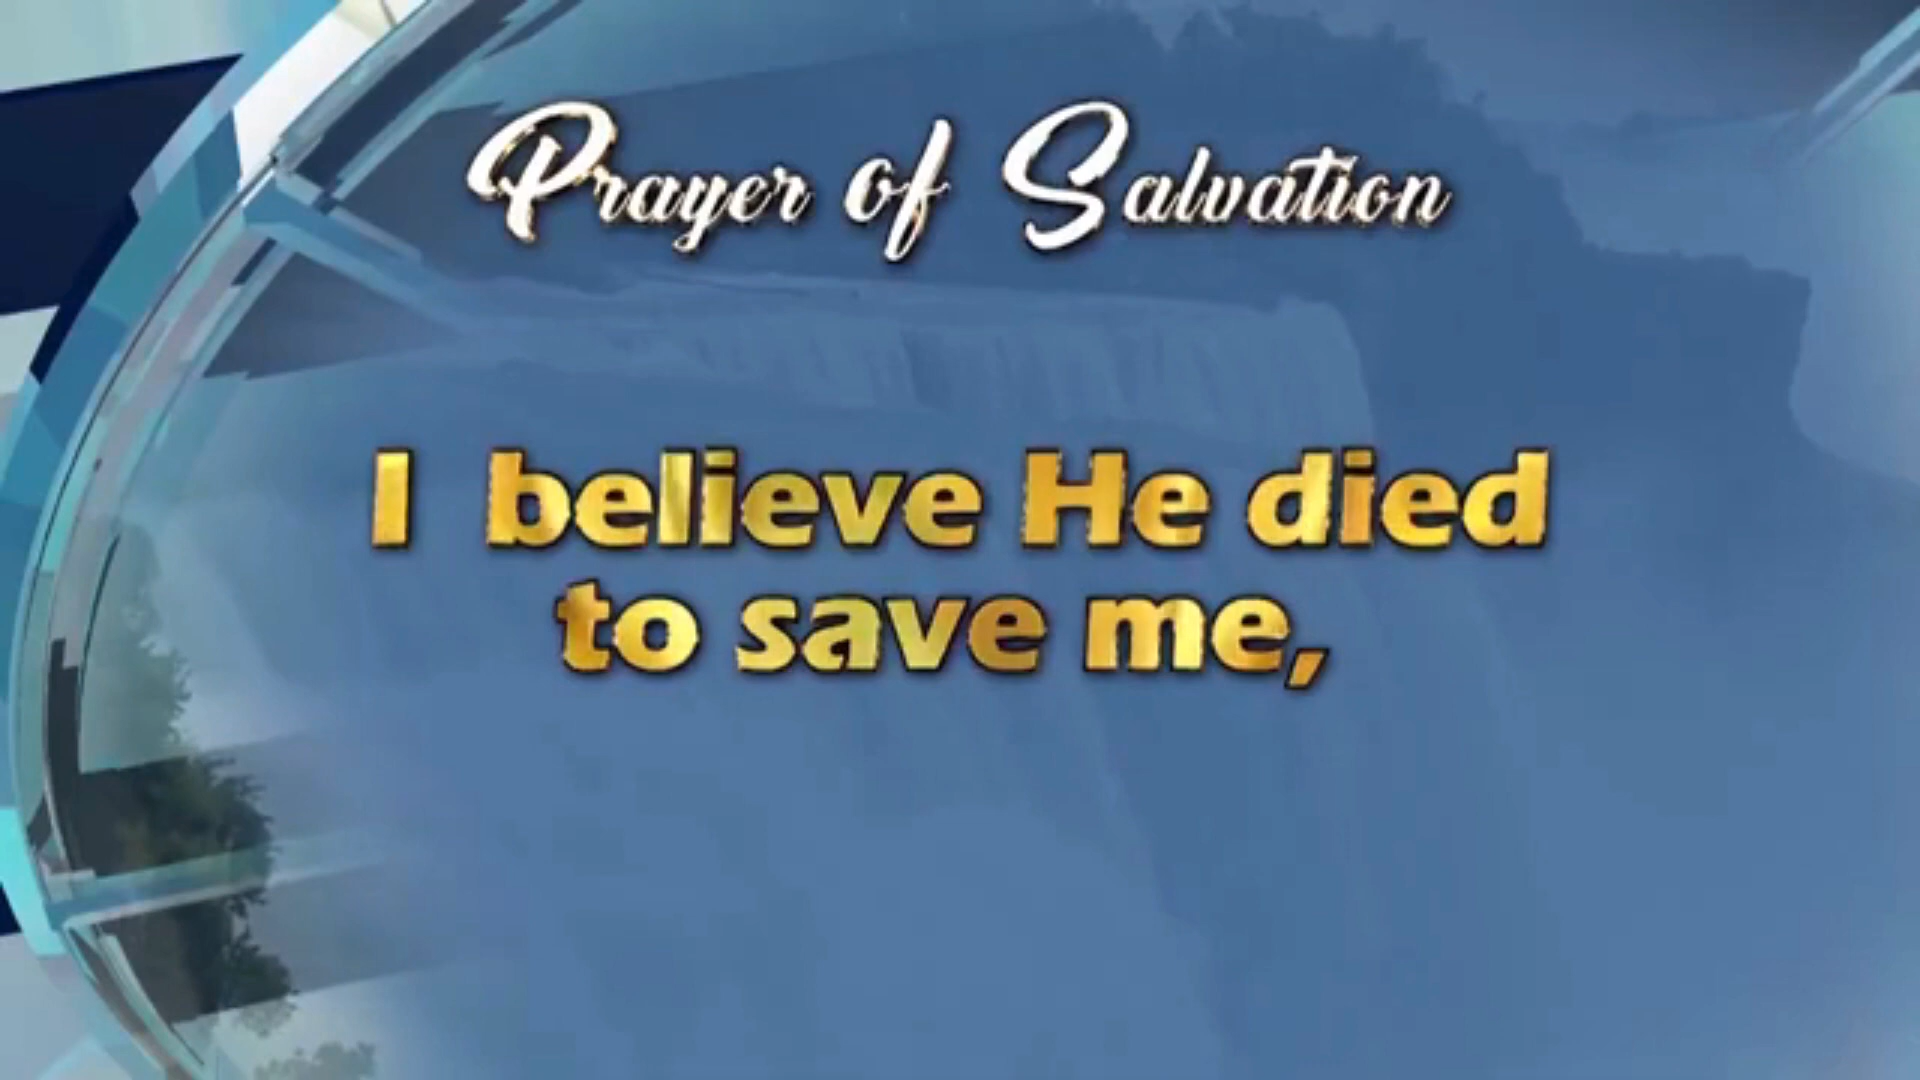 Prayer of Salvation
I believe He died
to save me,